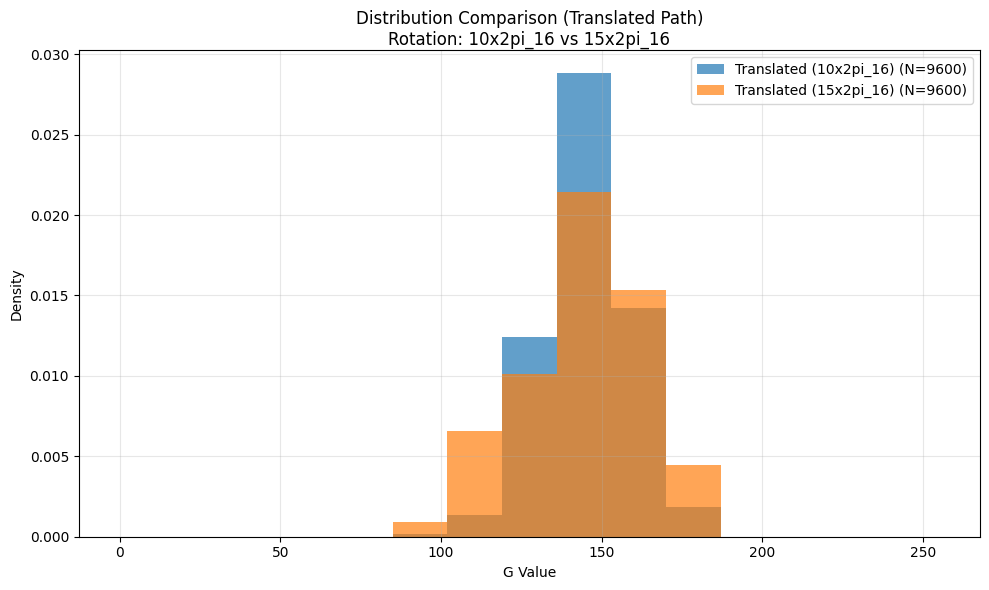 Distribution Comparison (Translated Path)
Rotation: 10x2pi_16 vs 15x2pi_16
Translated (10x2pi_16) (N=9600)
Translated (15x2pi_16) (N=9600)
Density
0.030
0.025
0.020
0.015
0.010
0.005
0.000
0 50 100 150 200 250
G Value